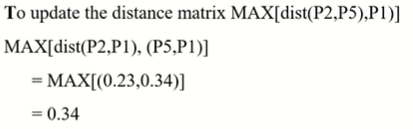 To update the distance matrix MAX[dist(P2,P5),P1)]
MAX[dist(P2,P1), (P5,P1)]
= MAX[(0.23,0.34)]
= 0.34